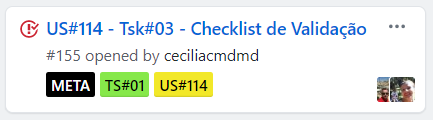 US#114 - Tsk#03 - Checklist de Validação
#155 opened by ceciliacmdmd
META TS#01 US#114